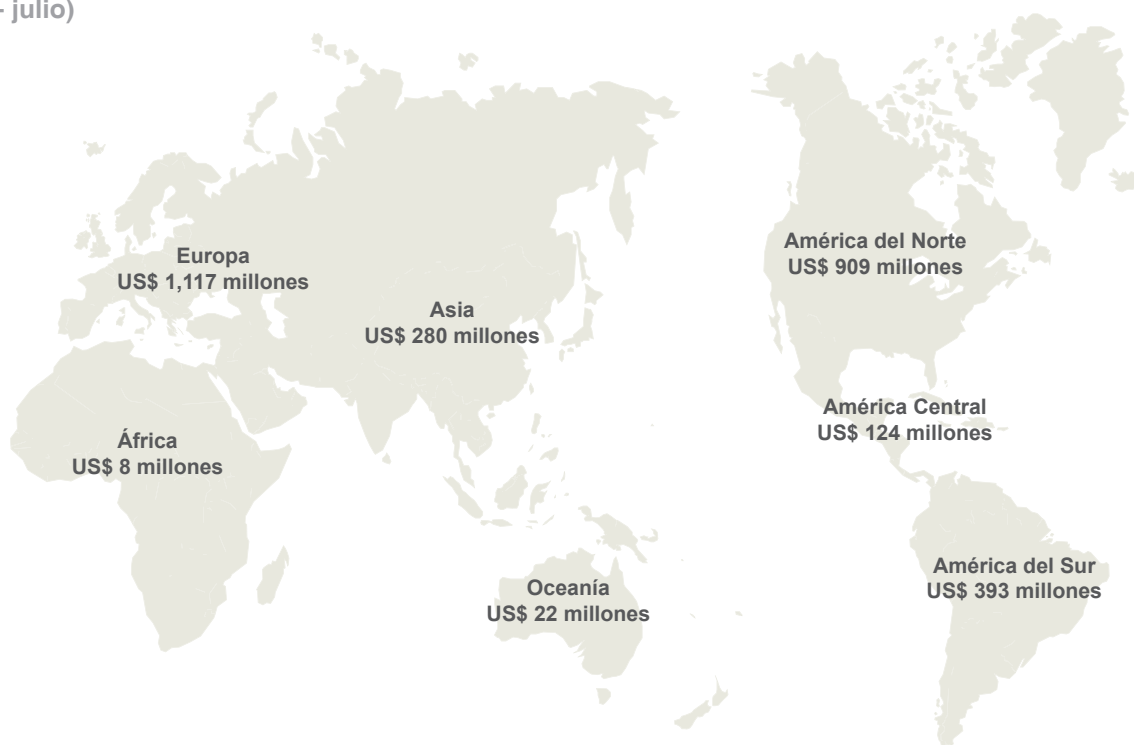 - julio)
Europa
US$ 1,117 millones
América del Norte
US$ 909 millones
Asia
US$ 280 millones
América Central
US$ 124 millones
África
US$ 8 millones
América del Sur
US$ 393 millones
Oceanía
US$ 22 millones